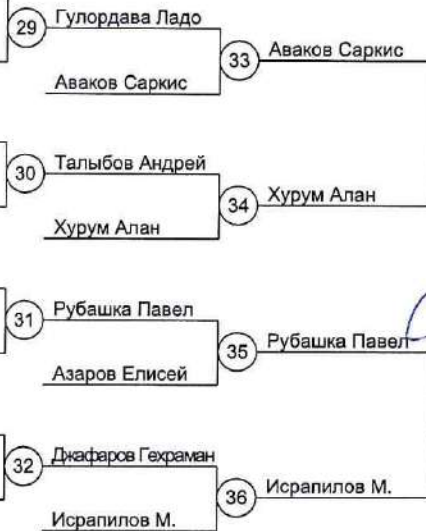 29 Гулордава Ладо
33 Аваков Саркис
Аваков Саркис
30 Талыбов Андрей
34 Хурум Алан
Хурум Алан
31 Рубашка Павел
35 Рубашка Павел
Азаров Елисей
32 Джафаров Гехраман
36 Исрапилов М.
Исрапилов М.